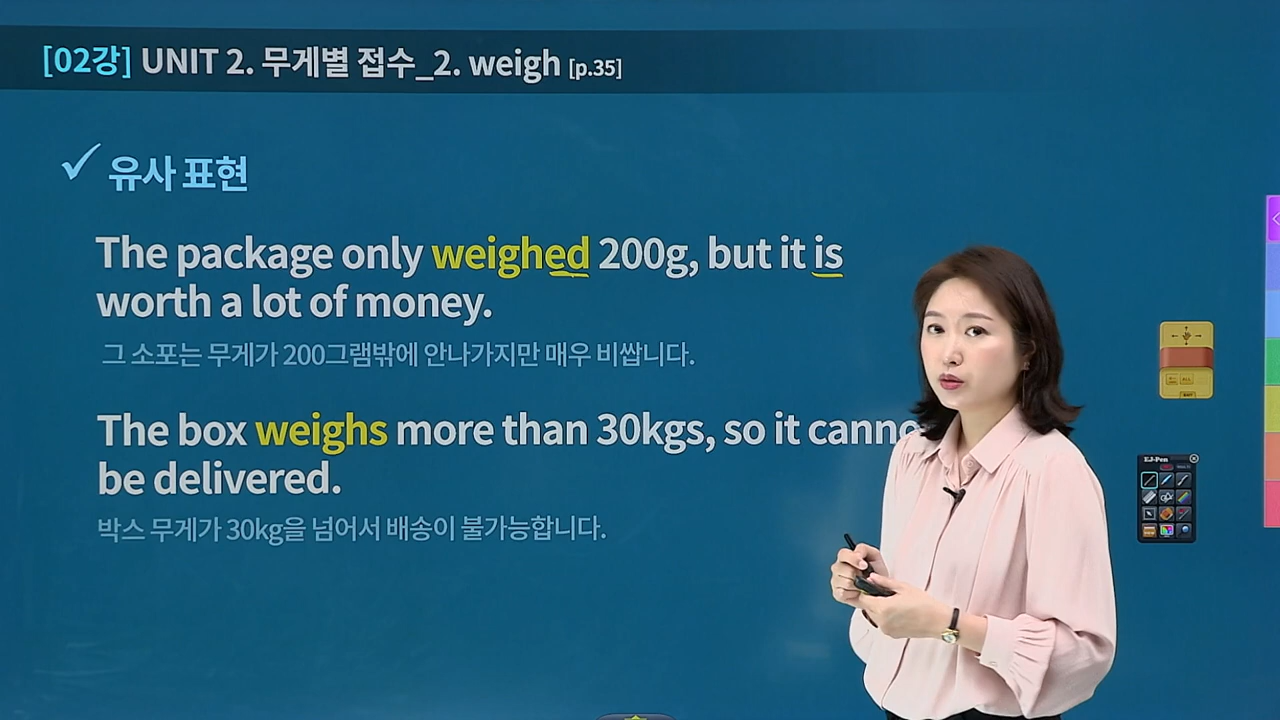 [02강] UNIT 2. 무게별 접수_2. weigh [p.35]
유사 표현
The package only weighed 200g, but it is
worth a lot of money.
그 소포는 무게가 200그램밖에 안나가지만 매우 비쌉니다.
The box weighs more than 30kgs, so it canno
be delivered.
박스 무게가 30kg을 넘어서 배송이 불가능합니다.
EJ-Pen